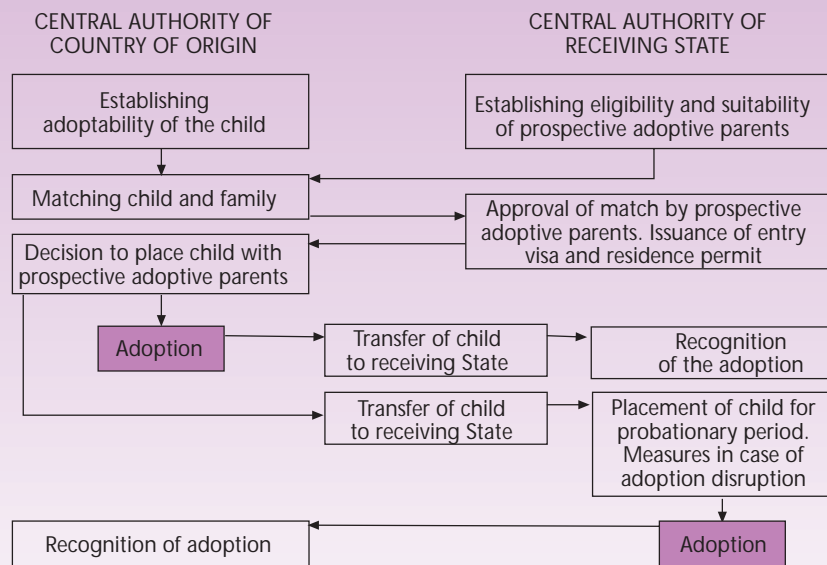 CENTRAL AUTHORITY OF
COUNTRY OF ORIGIN
CENTRAL AUTHORITY OF
RECEIVING STATE
Establishing
adoptability of the child
Establishing eligibility and suitability
of prospective adoptive parents
Matching child and family
Approval of match by prospective
adoptive parents. Issuance of entry
visa and residence permit
Decision to place child with
prospective adoptive parents
Adoption
Transfer of child
to receiving State
Recognition
of the adoption
Transfer of child
to receiving State
Placement of child for
probationary period.
Measures in case of
adoption disruption
Recognition of adoption
Adoption